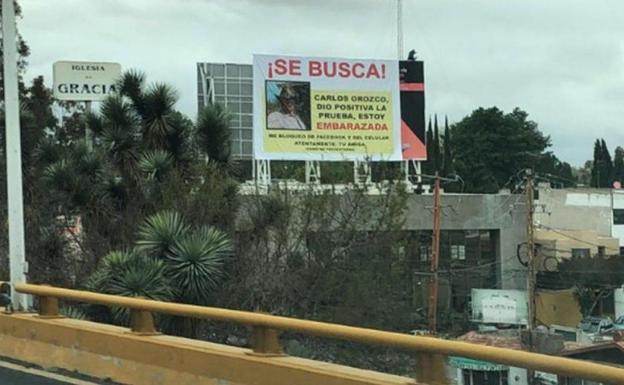 IGLESIA DE
GRACIA
¡SE BUSCA!
CARLOS OROZCO,
DIO POSITIVA LA
PRUEBA, ESTOY
EMBARAZADA
ME BLOQUEO DE FACEBOOK Y DEL CELULAR
ATENTAMENTE: TU AMIGA.